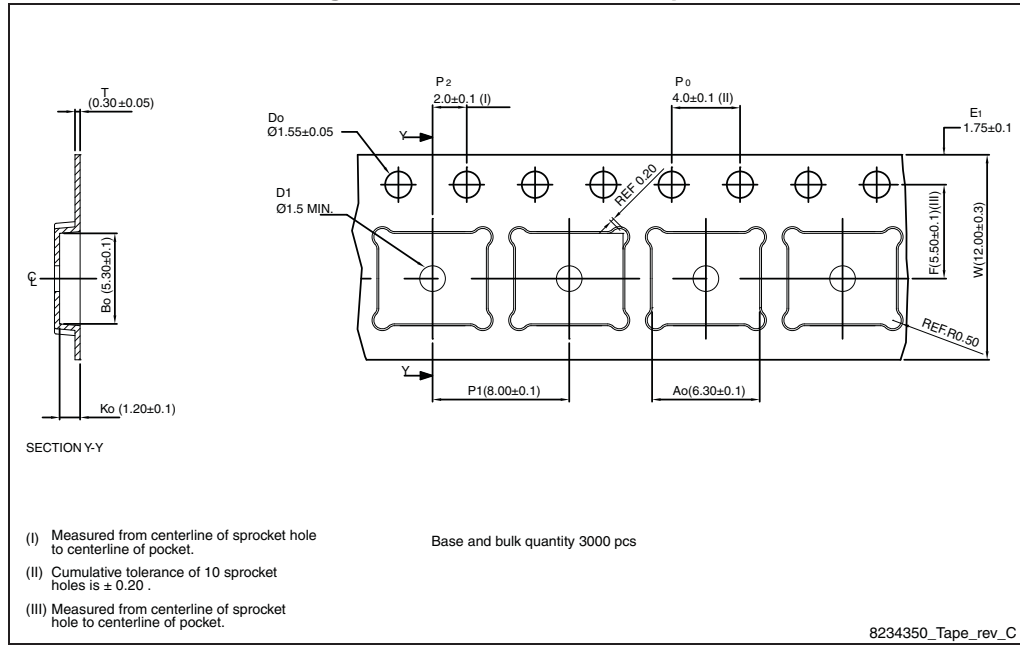 T
(0.30±0.05)
P2
2.0±0.1 (I)
P0
4.0±0.1 (II)
E1
1.75±0.1
Do
Ø1.55±0.05
Y
D1
Ø1.5 MIN.
REF 0.20
F(5.50±0.1)(III)
W(12.00±0.3)
Bo (5.30±0.1)
℄
REF.R0.50
Y
P1(8.00±0.1)
Ao(6.30±0.1)
Ko (1.20±0.1)
SECTION Y-Y
(I) Measured from centerline of sprocket hole
to centerline of pocket.
Base and bulk quantity 3000 pcs
(II) Cumulative tolerance of 10 sprocket
holes is ± 0.20 .
(III) Measured from centerline of sprocket
hole to centerline of pocket.
8234350_Tape_rev_C